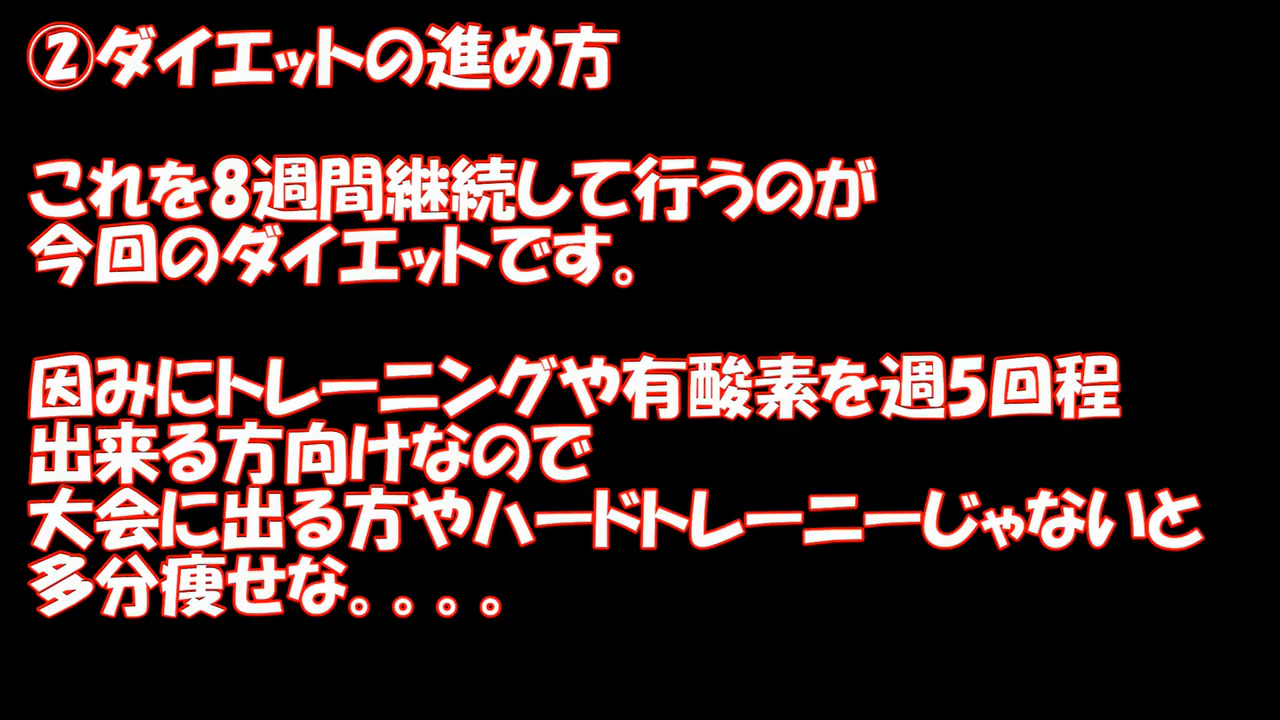 ②ダイエットの進め方
これを8週間継続して行うのが
今回のダイエットです。
因みにトレーニングや有酸素を週5回程
出来る方向けなので
大会に出る方やハードトレーニーじゃないと
多分痩せな。。。。